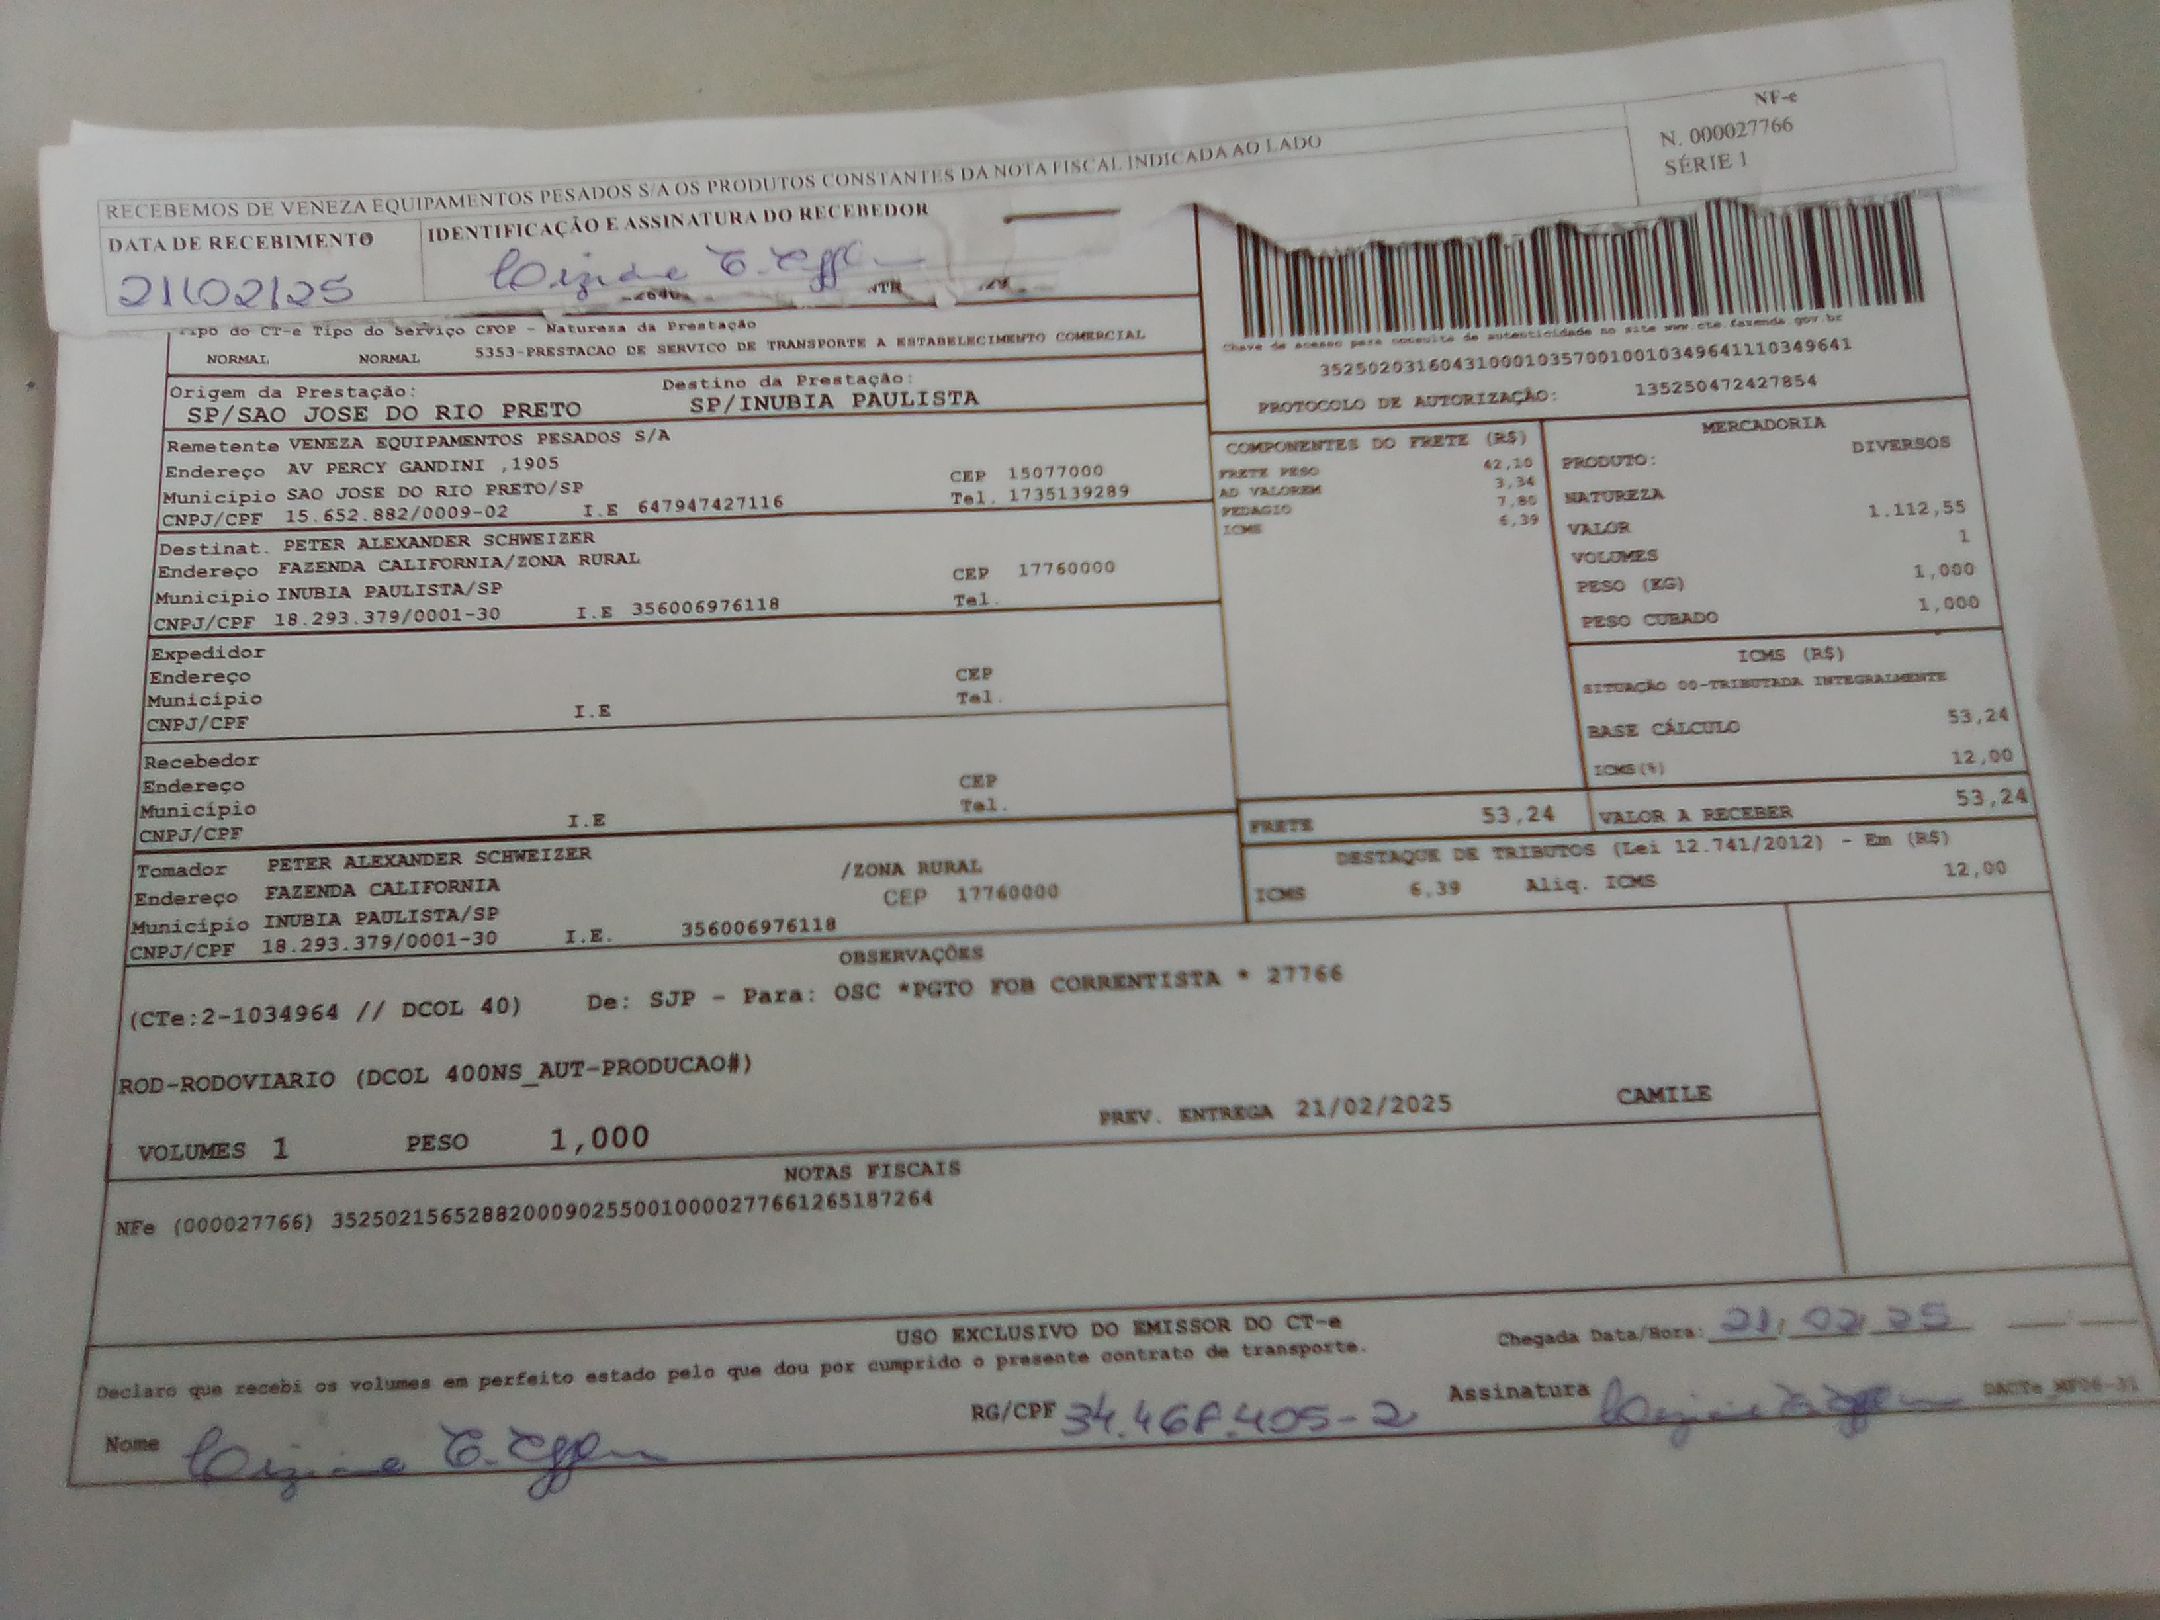 NF-e
N. 000027766
SÉRIE 1
RECEBEMOS DE VENEZA EQUIPAMENTOS PESADOS S/A OS PRODUTOS CONSTANTES DA NOTA FISCAL INDICADA AO LADO
DATA DE RECEBIMENTO
21/02/25
IDENTIFICAÇÃO E ASSINATURA DO RECEBEDOR
Tipo do CT-e Tipo do Serviço CFOP - Natureza da Prestação
NORMAL NORMAL 5353-PRESTACAO DE SERVICO DE TRANSPORTE A ESTABELECIMENTO COMERCIAL
Chave de acesso para consulta de autenticidade no site www.cte.fazenda.gov.br
35250203160431000103570010010349641110349641
PROTOCOLO DE AUTORIZAÇÃO: 135250472427854
Origem da Prestação: Destino da Prestação:
SP/SAO JOSE DO RIO PRETO SP/INUBIA PAULISTA
Remetente VENEZA EQUIPAMENTOS PESADOS S/A
Endereço AV PERCY GANDINI ,1905 CEP 15077000
Município SAO JOSE DO RIO PRETO/SP Tel. 1735139289
CNPJ/CPF 15.652.882/0009-02 I.E 647947427116
Destinat. PETER ALEXANDER SCHWEIZER
Endereço FAZENDA CALIFORNIA/ZONA RURAL CEP 17760000
Município INUBIA PAULISTA/SP Tel.
CNPJ/CPF 18.293.379/0001-30 I.E 356006976118
Expedidor
Endereço CEP
Município Tel.
CNPJ/CPF I.E
Recebedor
Endereço CEP
Município Tel.
CNPJ/CPF I.E
Tomador PETER ALEXANDER SCHWEIZER
Endereço FAZENDA CALIFORNIA /ZONA RURAL
Município INUBIA PAULISTA/SP CEP 17760000
CNPJ/CPF 18.293.379/0001-30 I.E. 356006976118
COMPONENTES DO FRETE (R$)
FRETE PESO 42,10
AD VALOREM 3,34
PEDAGIO 7,80
ICMS 6,39
MERCADORIA
PRODUTO: DIVERSOS
NATUREZA
VALOR 1.112,55
VOLUMES 1
PESO (KG) 1,000
PESO CUBADO 1,000
ICMS (R$)
SITUAÇÃO 00-TRIBUTADA INTEGRALMENTE
BASE CÁLCULO 53,24
ICMS(%) 12,00
FRETE 53,24 VALOR A RECEBER 53,24
DESTAQUE DE TRIBUTOS (Lei 12.741/2012) - Em (R$)
ICMS 6,39 Aliq. ICMS 12,00
OBSERVAÇÕES
(CTe:2-1034964 // DCOL 40) De: SJP - Para: OSC *PGTO FOB CORRENTISTA * 27766
ROD-RODOVIARIO (DCOL 400NS_AUT-PRODUCAO#)
VOLUMES 1 PESO 1,000 PREV. ENTREGA 21/02/2025 CAMILE
NOTAS FISCAIS
NFe (000027766) 35250215652882000902550010000277661265187264
USO EXCLUSIVO DO EMISSOR DO CT-e
Declaro que recebi os volumes em perfeito estado pelo que dou por cumprido o presente contrato de transporte.
Chegada Data/Hora: 21/02/25
Nome
RG/CPF
Assinatura